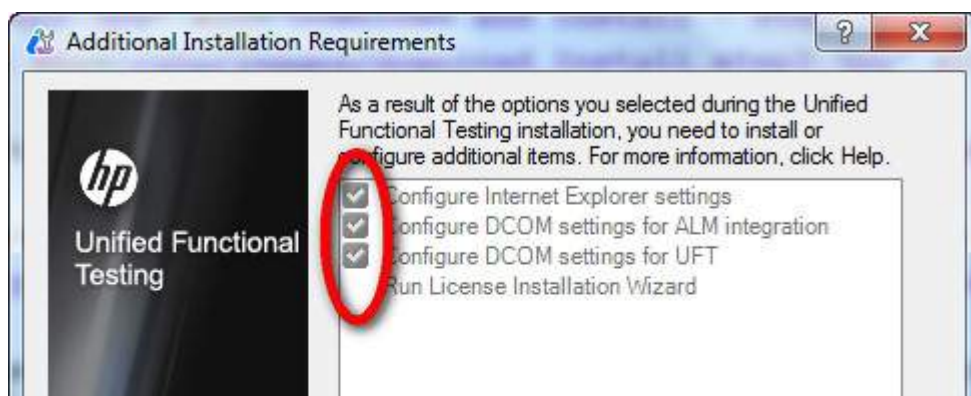 Additional Installation Requirements
As a result of the options you selected during the Unified
Functional Testing installation, you need to install or
configure additional items. For more information, click Help.
hp
Unified Functional
Testing
Configure Internet Explorer settings
Configure DCOM settings for ALM integration
Configure DCOM settings for UFT
Run License Installation Wizard